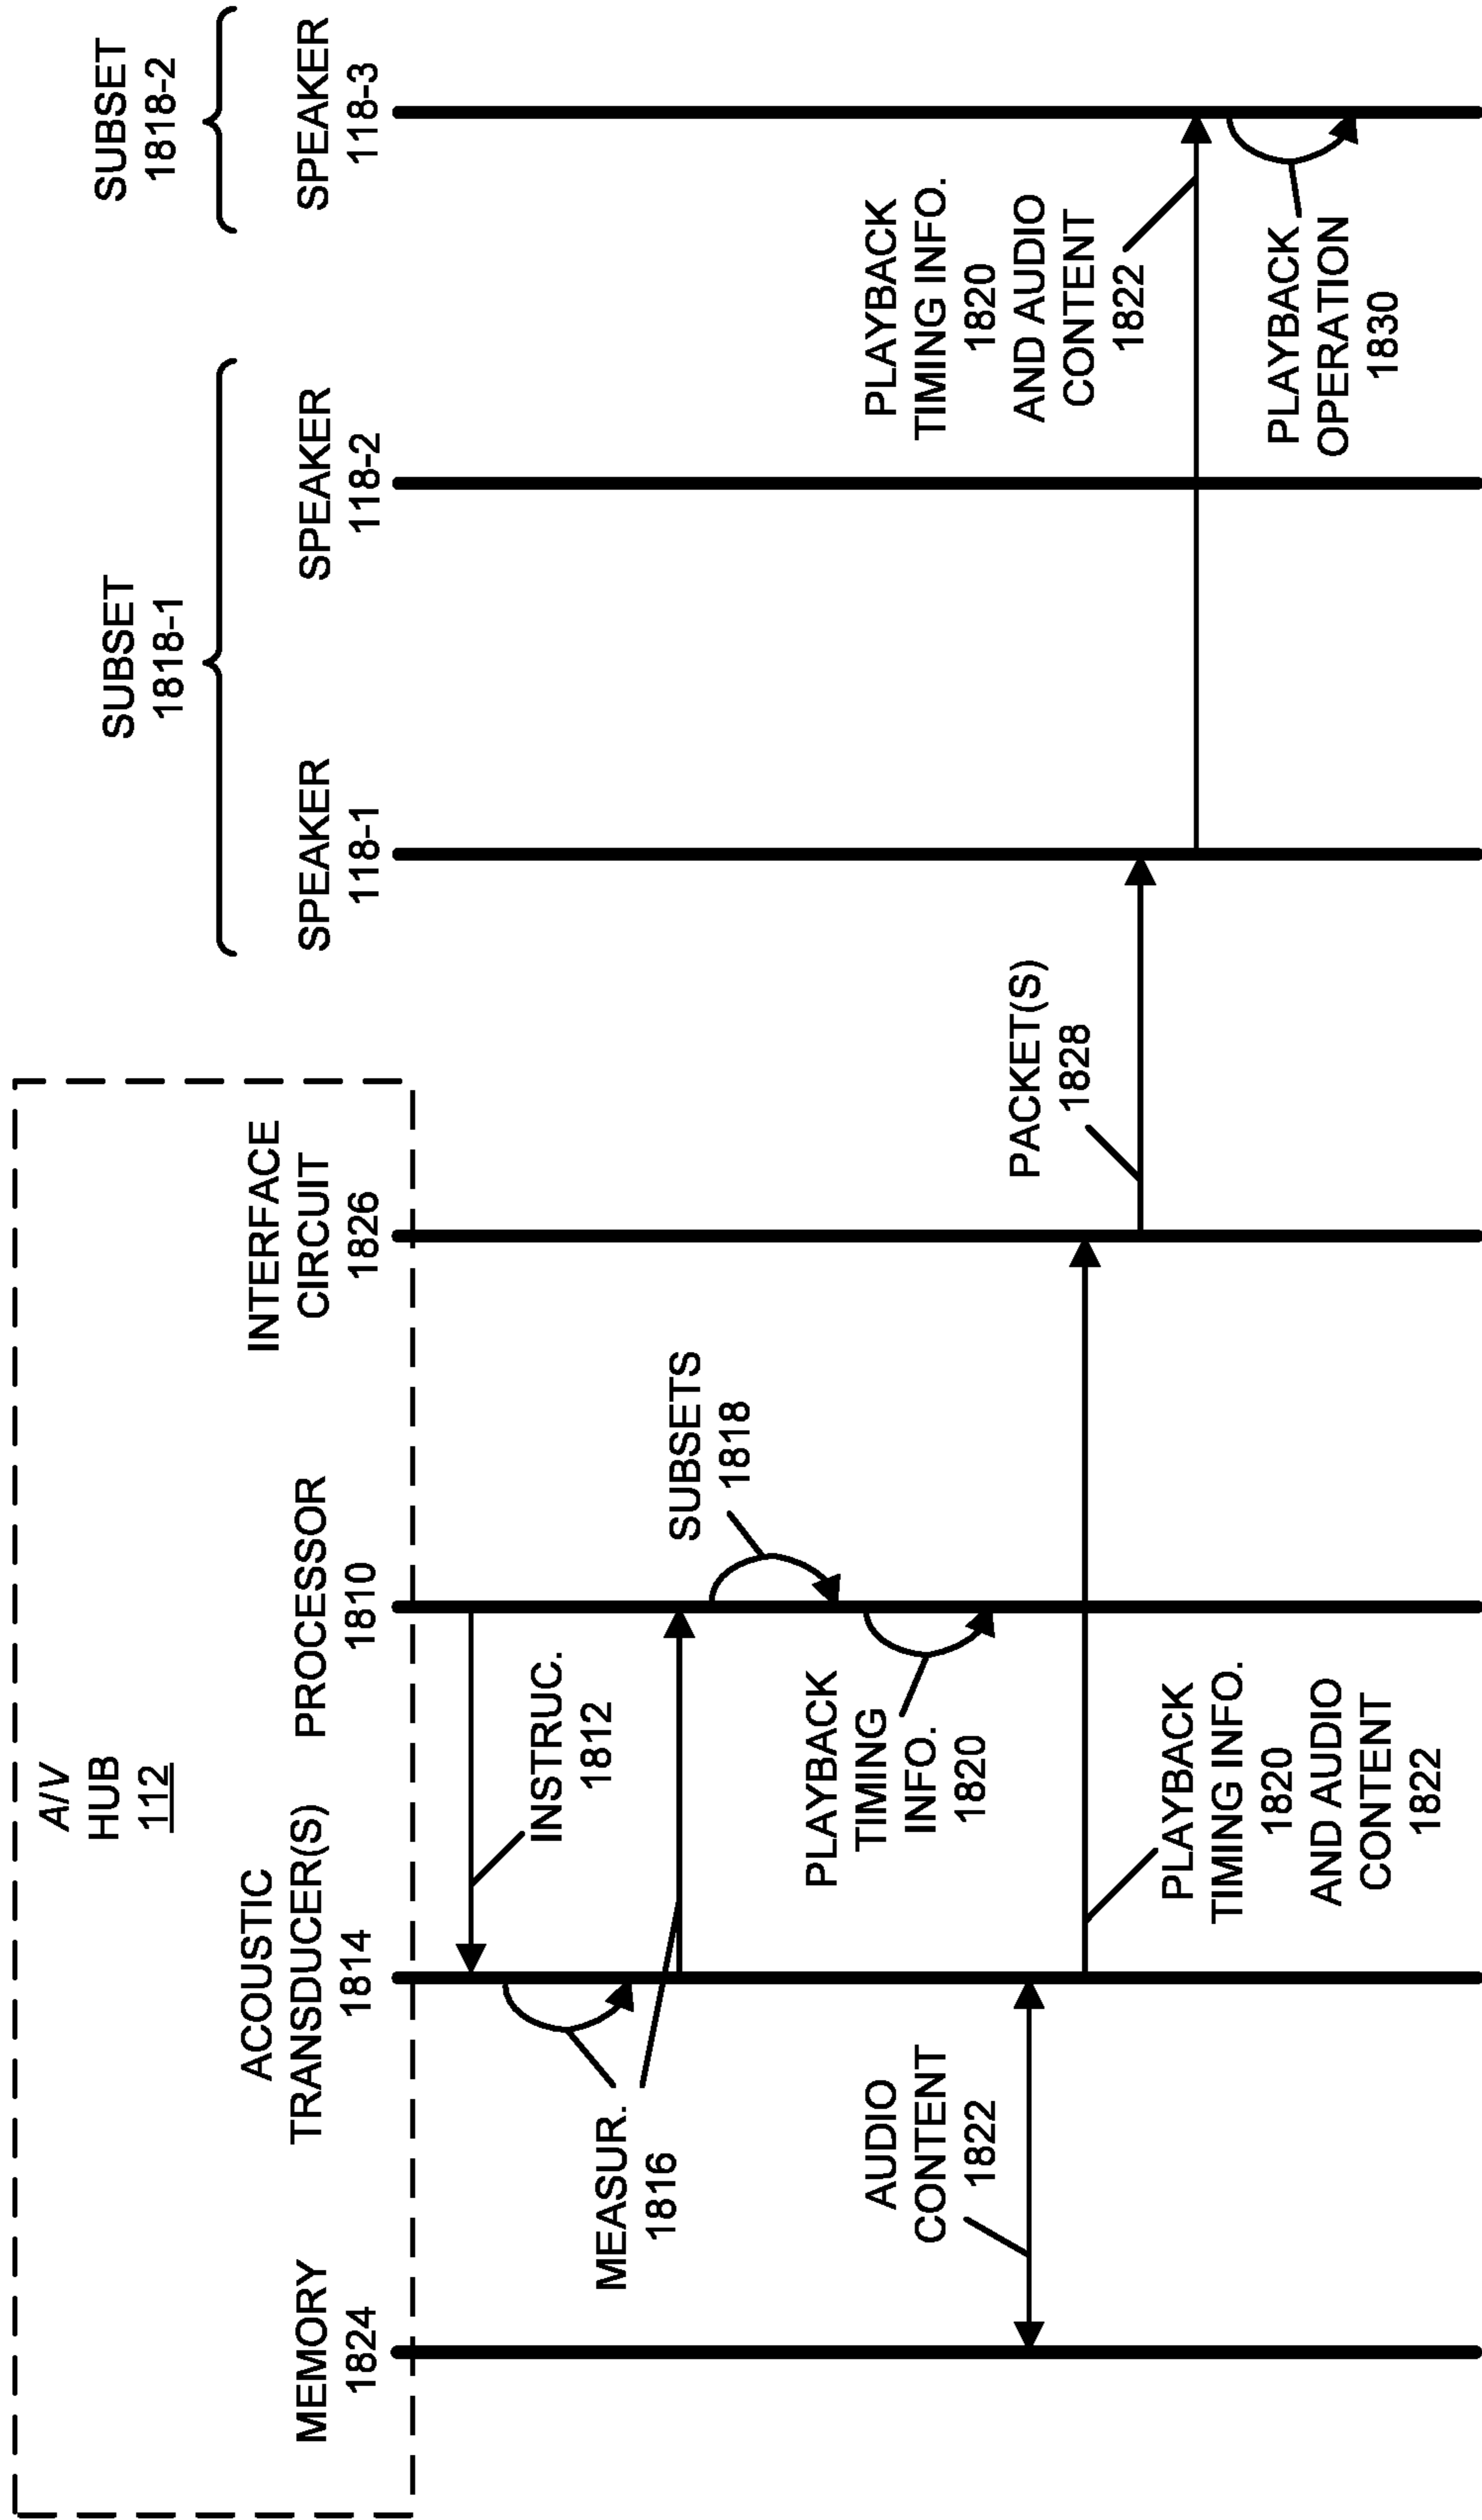 A/V
HUB
112
MEMORY
1824
ACOUSTIC
TRANSDUCER(S)
1814
PROCESSOR
1810
INTERFACE
CIRCUIT
1826
SUBSET
1818-1
SPEAKER
118-1
SPEAKER
118-2
SUBSET
1818-2
SPEAKER
118-3
INSTRUC.
1812
MEASUR.
1816
SUBSETS
1818
PLAYBACK
TIMING
INFO.
1820
AUDIO
CONTENT
1822
PLAYBACK
TIMING INFO.
1820
AND AUDIO
CONTENT
1822
PACKET(S)
1828
PLAYBACK
TIMING INFO.
1820
AND AUDIO
CONTENT
1822
PLAYBACK
OPERATION
1830